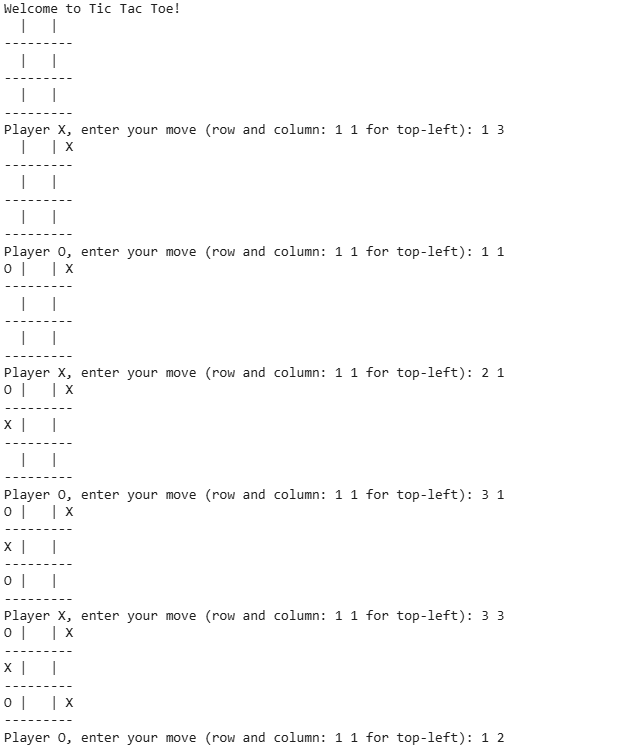 Welcome to Tic Tac Toe!
  |   |
---------
  |   |
---------
  |   |
---------
Player X, enter your move (row and column: 1 1 for top-left): 1 3
  |   | X
---------
  |   |
---------
  |   |
---------
Player O, enter your move (row and column: 1 1 for top-left): 1 1
O |   | X
---------
  |   |
---------
  |   |
---------
Player X, enter your move (row and column: 1 1 for top-left): 2 1
O |   | X
---------
X |   |
---------
  |   |
---------
Player O, enter your move (row and column: 1 1 for top-left): 3 1
O |   | X
---------
X |   |
---------
O |   |
---------
Player X, enter your move (row and column: 1 1 for top-left): 3 3
O |   | X
---------
X |   |
---------
O |   | X
---------
Player O, enter your move (row and column: 1 1 for top-left): 1 2